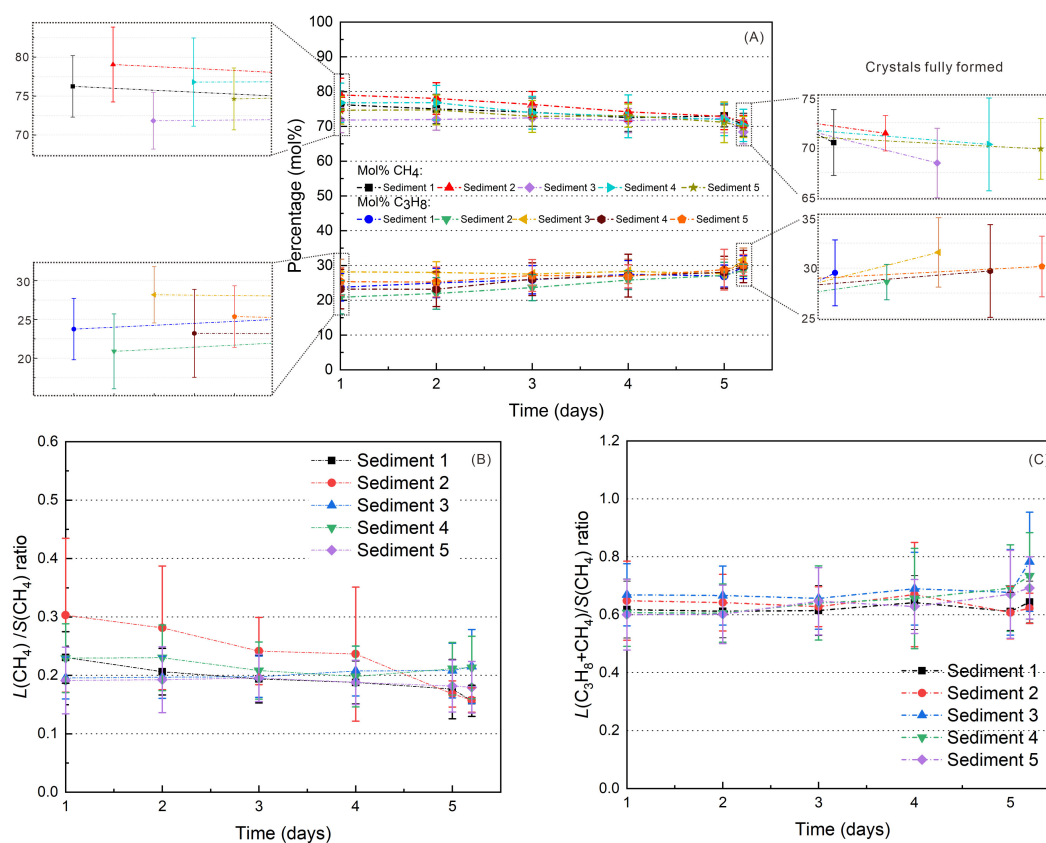 (A)
Percentage (mol%)
100
90
80
70
60
50
40
30
20
10
0
1
2
3
4
5
Time (days)
Mol% CH4:
Sediment 1
Sediment 2
Sediment 3
Sediment 4
Sediment 5
Mol% C3H8:
Sediment 1
Sediment 2
Sediment 3
Sediment 4
Sediment 5
80
75
70
30
25
20
Crystals fully formed
75
70
65
35
30
25
(B)
L(CH4) /S(CH4) ratio
0.6
0.5
0.4
0.3
0.2
0.1
0.0
1
2
3
4
5
Time (days)
Sediment 1
Sediment 2
Sediment 3
Sediment 4
Sediment 5
(C)
L(C3H8+CH4)/S(CH4) ratio
1.2
1.0
0.8
0.6
0.4
0.2
0.0
1
2
3
4
5
Time (days)
Sediment 1
Sediment 2
Sediment 3
Sediment 4
Sediment 5